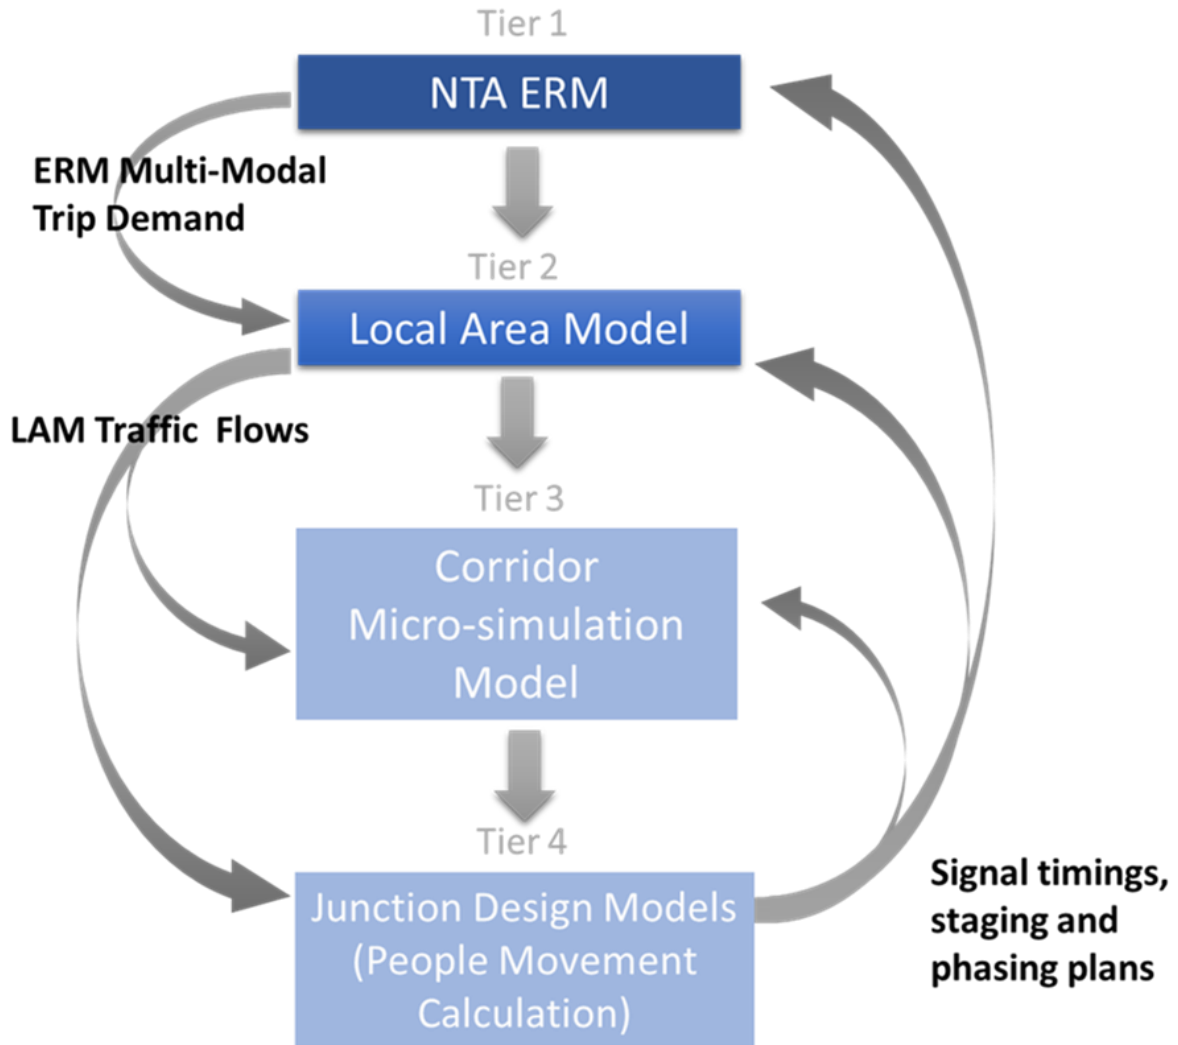 Tier 1
NTA ERM
ERM Multi-Modal
Trip Demand
Tier 2
Local Area Model
LAM Traffic  Flows
Tier 3
Corridor
Micro-simulation
Model
Tier 4
Junction Design Models
(People Movement
Calculation)
Signal timings,
staging and
phasing plans